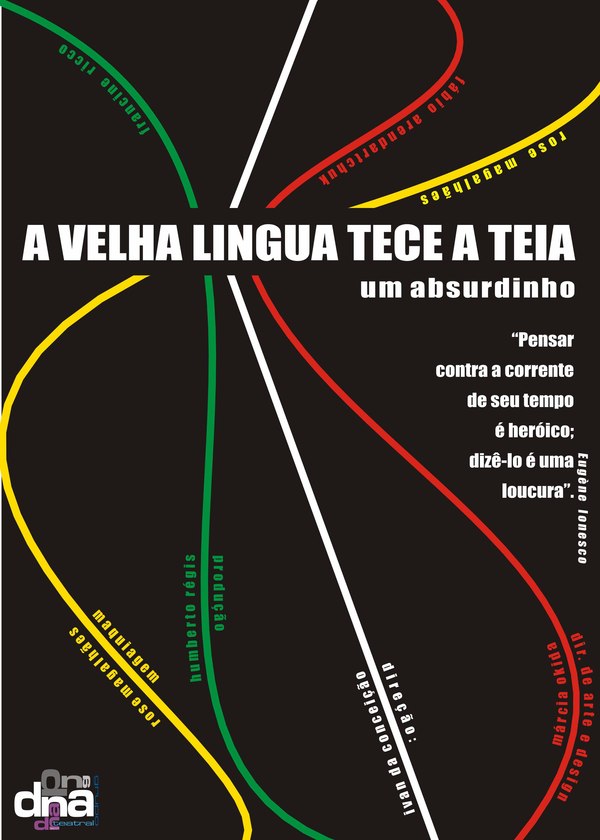 francine ricco
fábio arendartchuk
rose magalhães
A VELHA LINGUA TECE A TEIA
um absurdinho
“Pensar
contra a corrente
de seu tempo
é heróico;
dizê-lo é uma
loucura”.
Eugène Ionesco
maquiagem
rose magalhães
humberto régis
produção
direção:
ivan da conceição
dir. de arte e design
márcia okida
dna
teatral